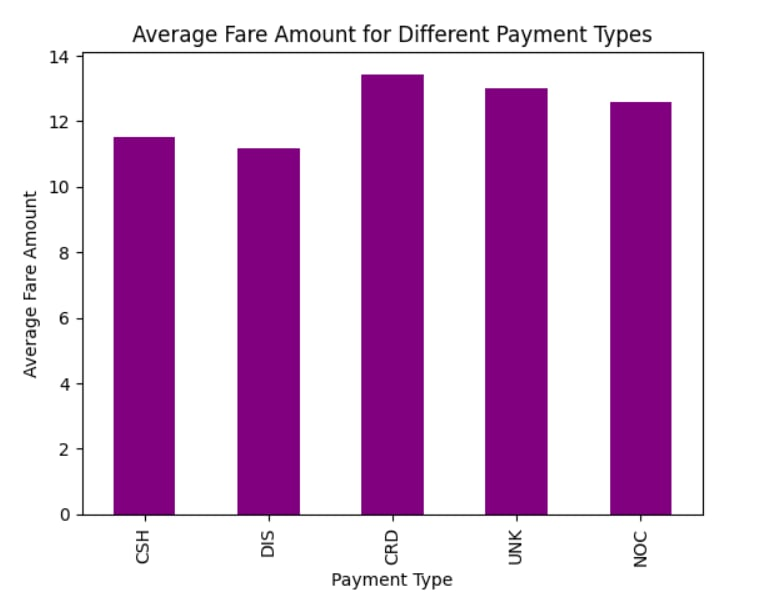 Average Fare Amount for Different Payment Types
14
12
10
8
6
4
2
0
Average Fare Amount
CSH
DIS
CRD
UNK
NOC
Payment Type